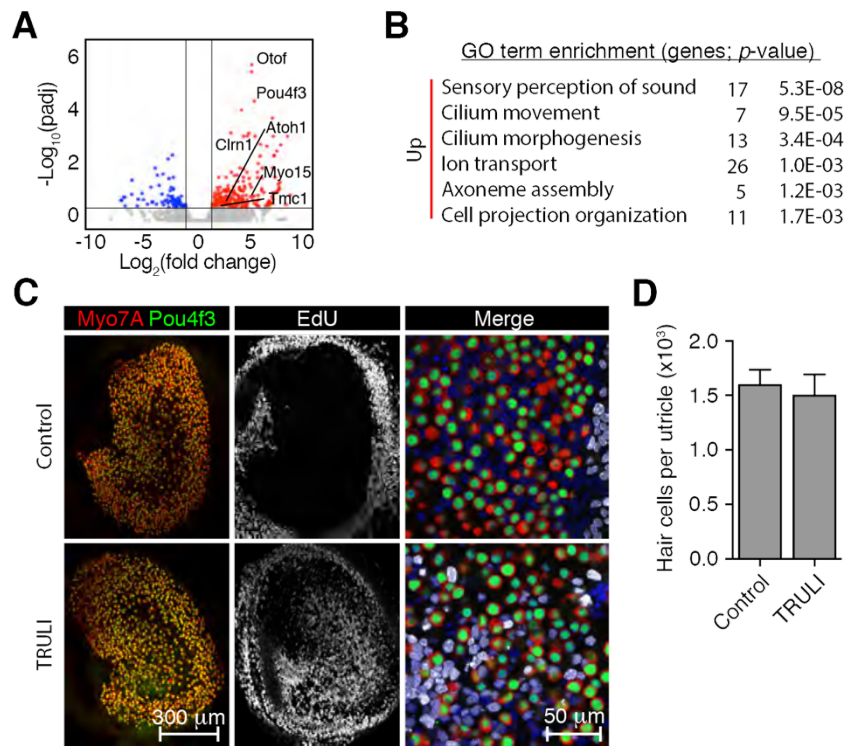 A
6
4
2
0
-Log10(padj)
Otof
Pou4f3
Atoh1
Clrn1
Myo15
Tmc1
-10 -5 0 5 10
Log2(fold change)
B
GO term enrichment (genes; p-value)
Up
Sensory perception of sound 17 5.3E-08
Cilium movement 7 9.5E-05
Cilium morphogenesis 13 3.4E-04
Ion transport 26 1.0E-03
Axoneme assembly 5 1.2E-03
Cell projection organization 11 1.7E-03
C
Myo7A Pou4f3 EdU Merge
Control
TRULI
300 μm
50 μm
D
Hair cells per utricle (x10³)
2.0
1.5
1.0
0.5
0.0
Control
TRULI